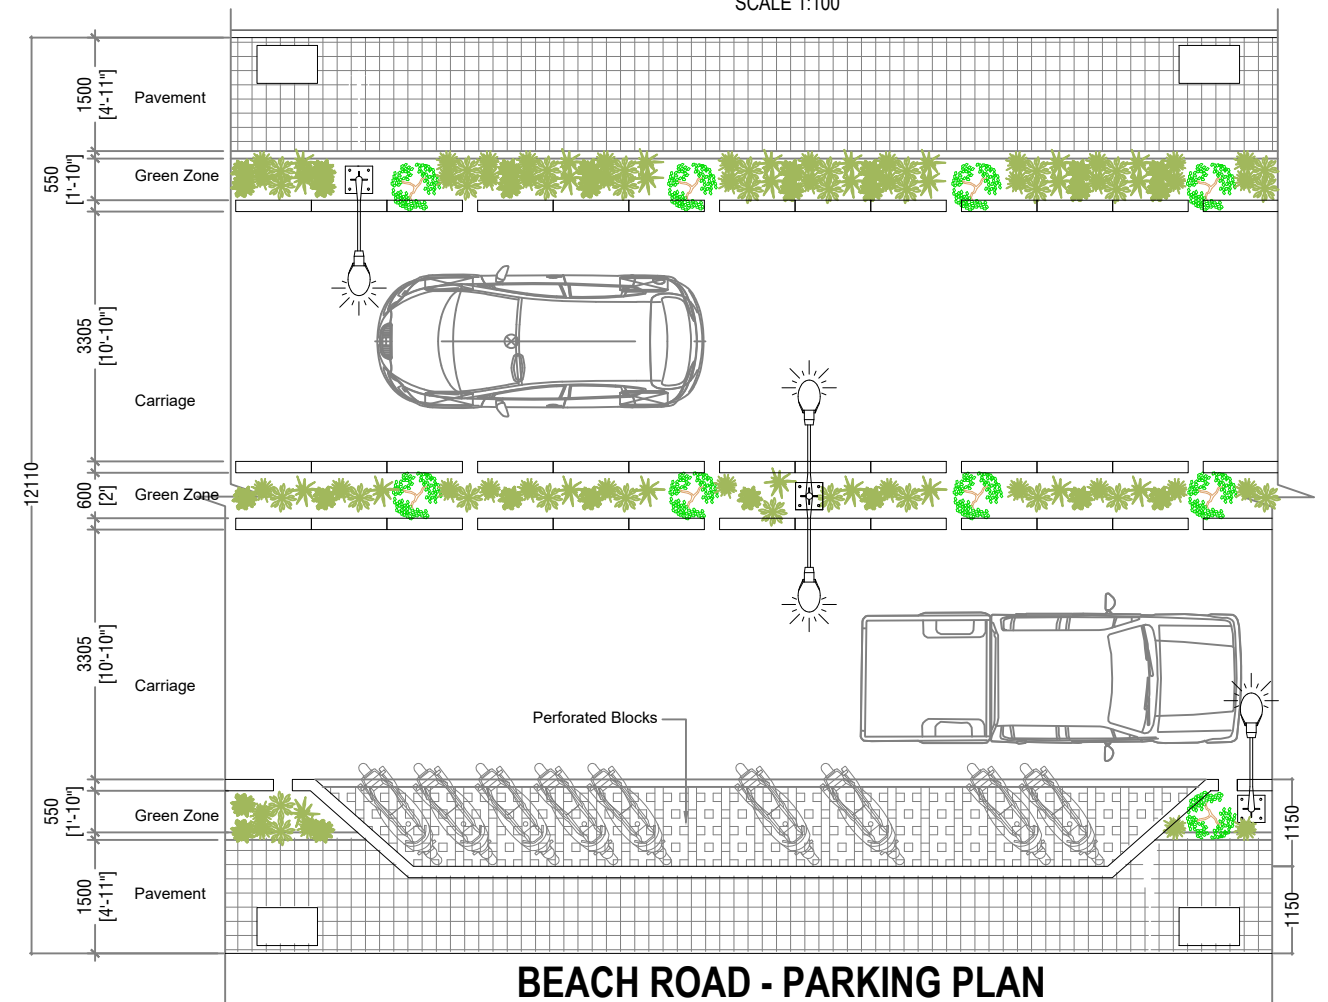 SCALE 1:100
1500
[4'-11"]
Pavement
550
[1'-10"]
Green Zone
3305
[10'-10"]
Carriage
12110
600
[2']
Green Zone
3305
[10'-10"]
Carriage
Perforated Blocks
550
[1'-10"]
Green Zone
1150
1500
[4'-11"]
Pavement
1150
BEACH ROAD - PARKING PLAN